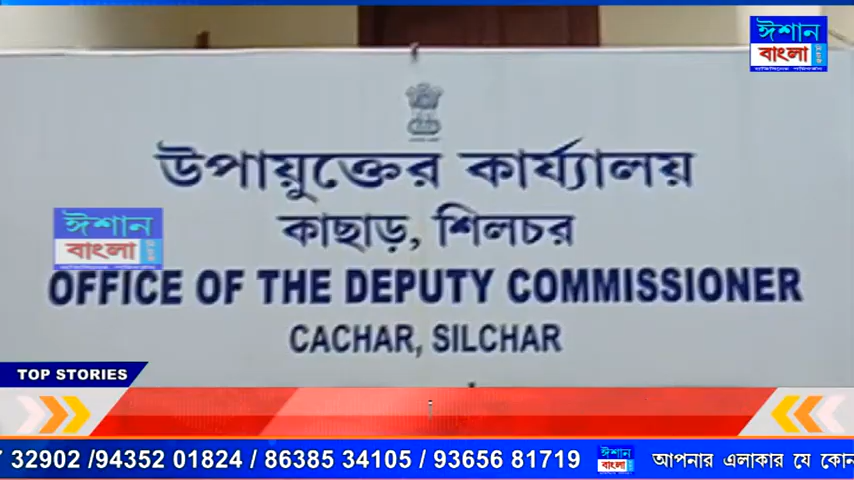 ঈশান
বাংলা
উপায়ুক্তের কার্য্যালয়
কাছাড়, শিলচর
ঈশান
বাংলা
OFFICE OF THE DEPUTY COMMISSIONER
CACHAR, SILCHAR
TOP STORIES
32902 /94352 01824 / 86385 34105 / 93656 81719
ঈশান
বাংলা
আপনার এলাকার যে কোন